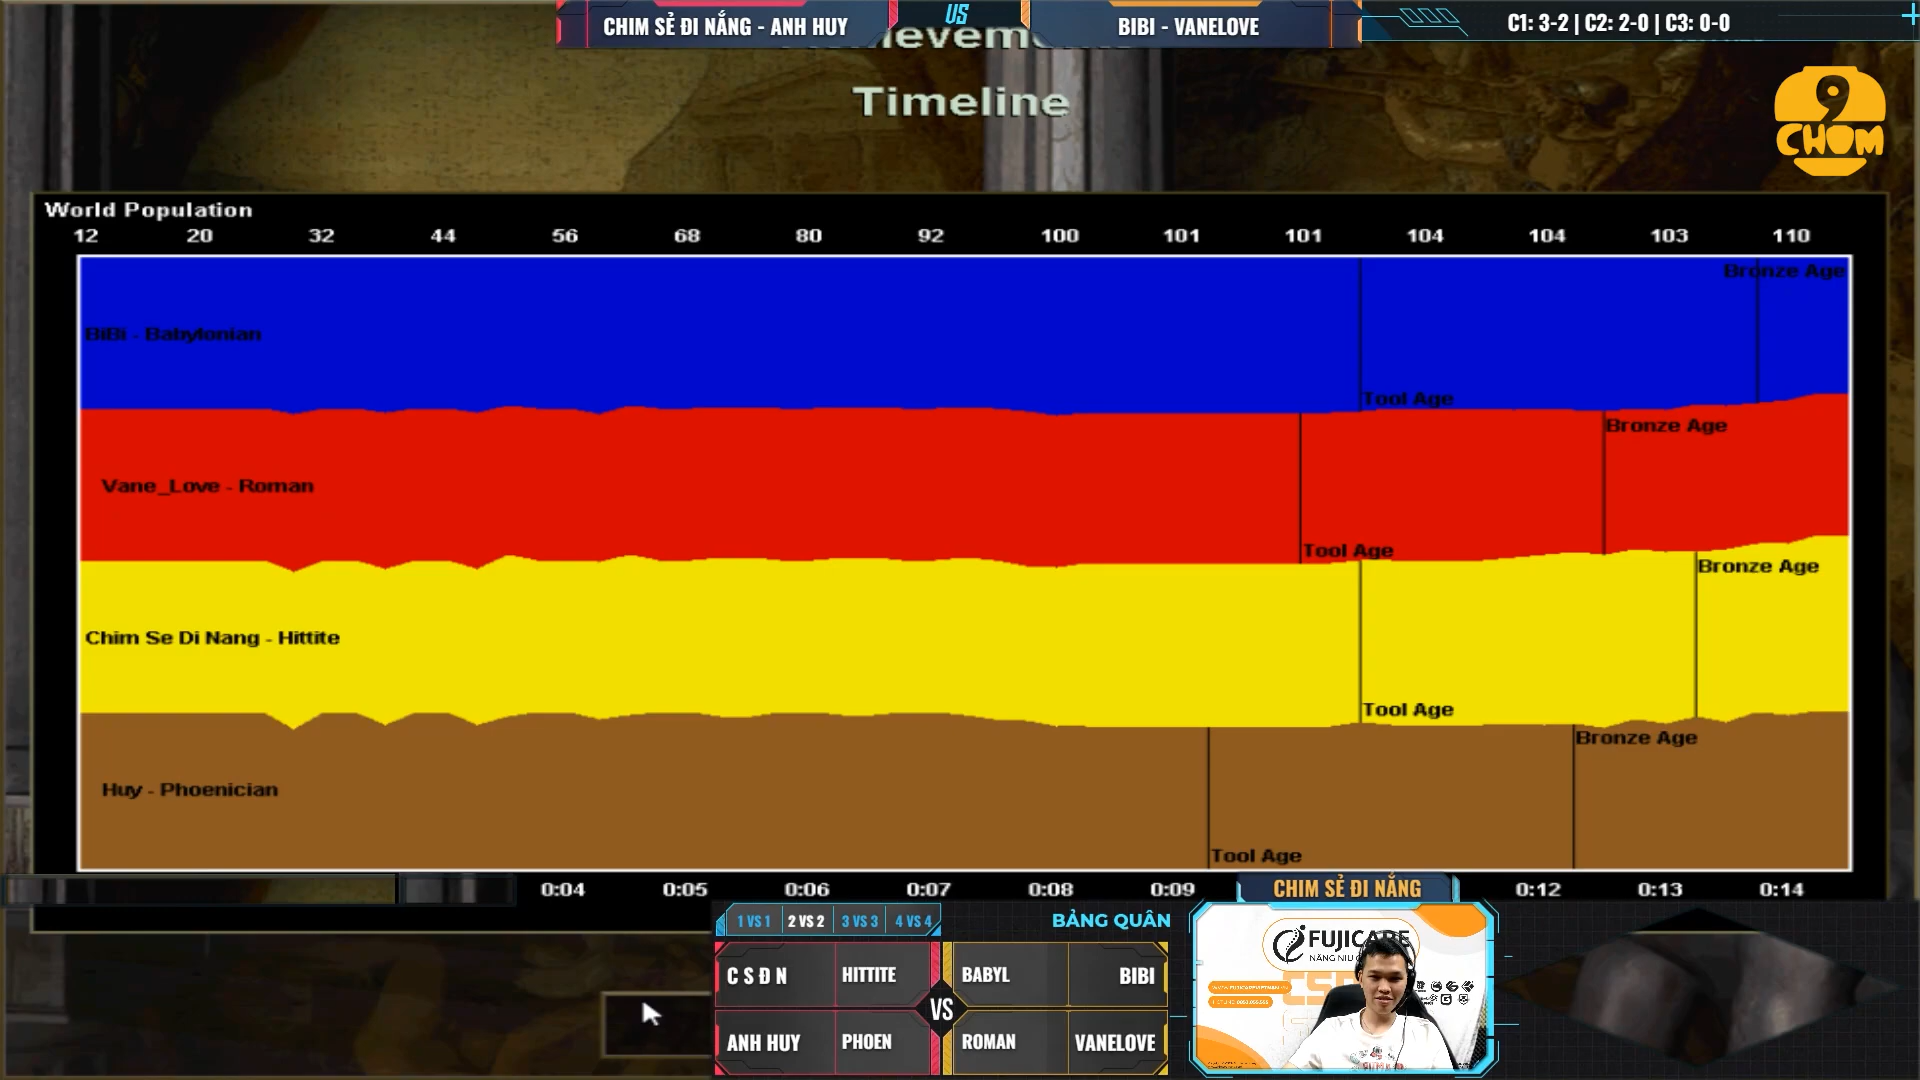 CHIM SẺ ĐI NẮNG - ANH HUY
VS
BIBI - VANELOVE
C1: 3-2 | C2: 2-0 | C3: 0-0
Timeline
9
CHOM
World Population
12 20 32 44 56 68 80 92 100 101 101 104 104 103 110
Bronze Age
BiBi - Babylonian
Tool Age
Bronze Age
Vane_Love - Roman
Tool Age
Bronze Age
Chim Se Di Nang - Hittite
Tool Age
Bronze Age
Huy - Phoenician
Tool Age
0:04 0:05 0:06 0:07 0:08 0:09 0:12 0:13 0:14
CHIM SẺ ĐI NẮNG
1 VS 1 2 VS 2 3 VS 3 4 VS 4
BẢNG QUÂN
C S Đ N HITTITE BABYL BIBI
VS
ANH HUY PHOEN ROMAN VANELOVE
FUJICARE
NÂNG NIU